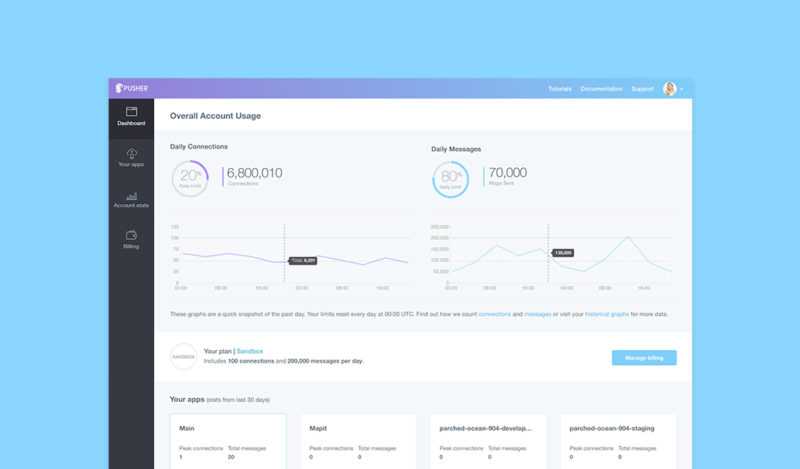 PUSHER
Tutorials Documentation Support
Dashboard
Your apps
Account stats
Billing
Overall Account Usage
Daily Connections
20%
Daily Limit
6,800,010
Connections
Daily Messages
80%
Daily Limit
70,000
Msgs Sent
125
100
75
50
25
0
Total: 6,291
00:00 08:00 16:00 00:00 08:00 16:00
250,000
200,000
150,000
100,000
50,000
0
138,000
00:00 08:00 16:00 00:00 08:00 16:00
These graphs are a quick snapshot of the past day. Your limits reset every day at 00:00 UTC. Find out how we count connections and messages or visit your historical graphs for more data.
SANDBOX
Your plan | Sandbox
Includes 100 connections and 200,000 messages per day.
Manage billing
Your apps (stats from last 30 days)
Main
Peak connections Total messages
1 20
Mapit
Peak connections Total messages
0 0
parched-ocean-904-develop...
Peak connections Total messages
0 0
parched-ocean-904-staging
Peak connections Total messages
0 0